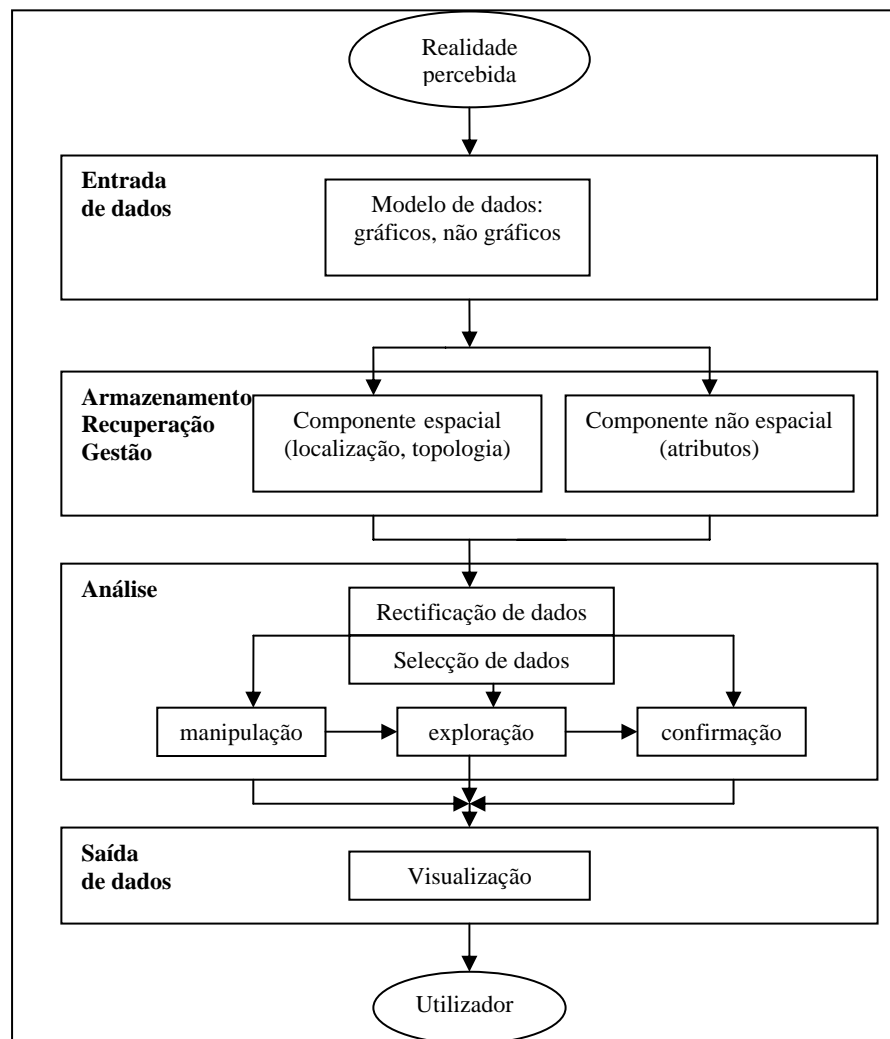 Realidade
percebida
Entrada
de dados
Modelo de dados:
gráficos, não gráficos
Armazenamento
Recuperação
Gestão
Componente espacial
(localização, topologia)
Componente não espacial
(atributos)
Análise
Rectificação de dados
Selecção de dados
manipulação
exploração
confirmação
Saída
de dados
Visualização
Utilizador